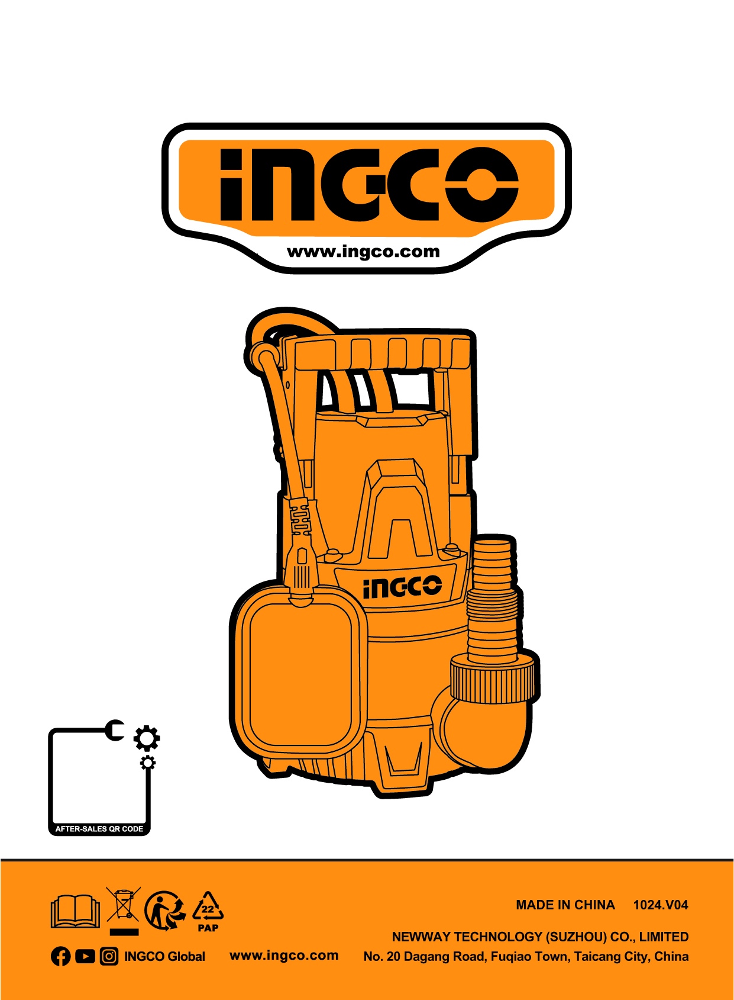 INGCO
www.ingco.com
INGCO
AFTER-SALES QR CODE
22
PAP
MADE IN CHINA 1024.V04
NEWWAY TECHNOLOGY (SUZHOU) CO., LIMITED
INGCO Global www.ingco.com No. 20 Dagang Road, Fuqiao Town, Taicang City, China